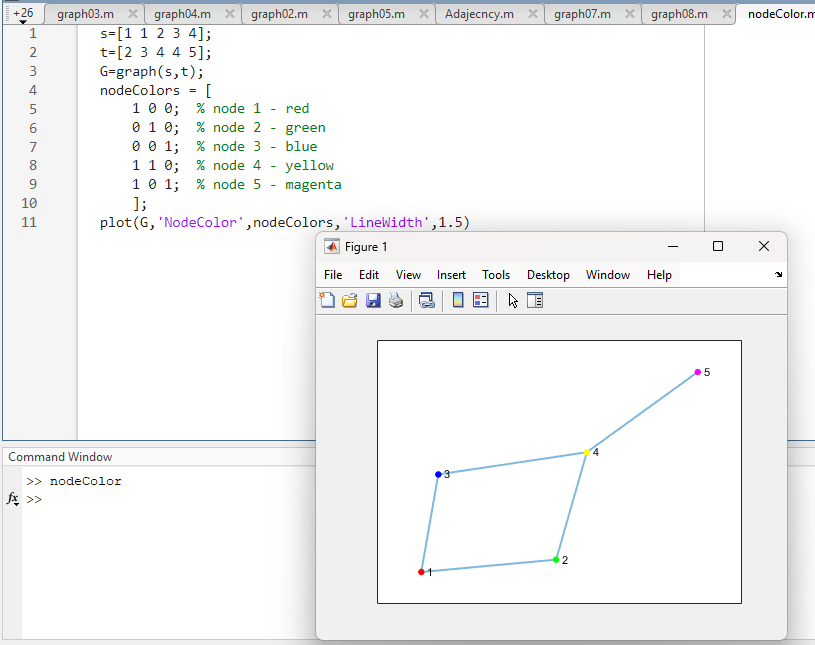 +26 graph03.m graph04.m graph02.m graph05.m Adajecncy.m graph07.m graph08.m nodeColor.m
1 s=[1 1 2 3 4];
2 t=[2 3 4 4 5];
3 G=graph(s,t);
4 nodeColors = [
5 1 0 0; % node 1 - red
6 0 1 0; % node 2 - green
7 0 0 1; % node 3 - blue
8 1 1 0; % node 4 - yellow
9 1 0 1; % node 5 - magenta
10 ];
11 plot(G,'NodeColor',nodeColors,'LineWidth',1.5)
Figure 1
File Edit View Insert Tools Desktop Window Help
5
4
3
2
1
Command Window
>> nodeColor
fx >>